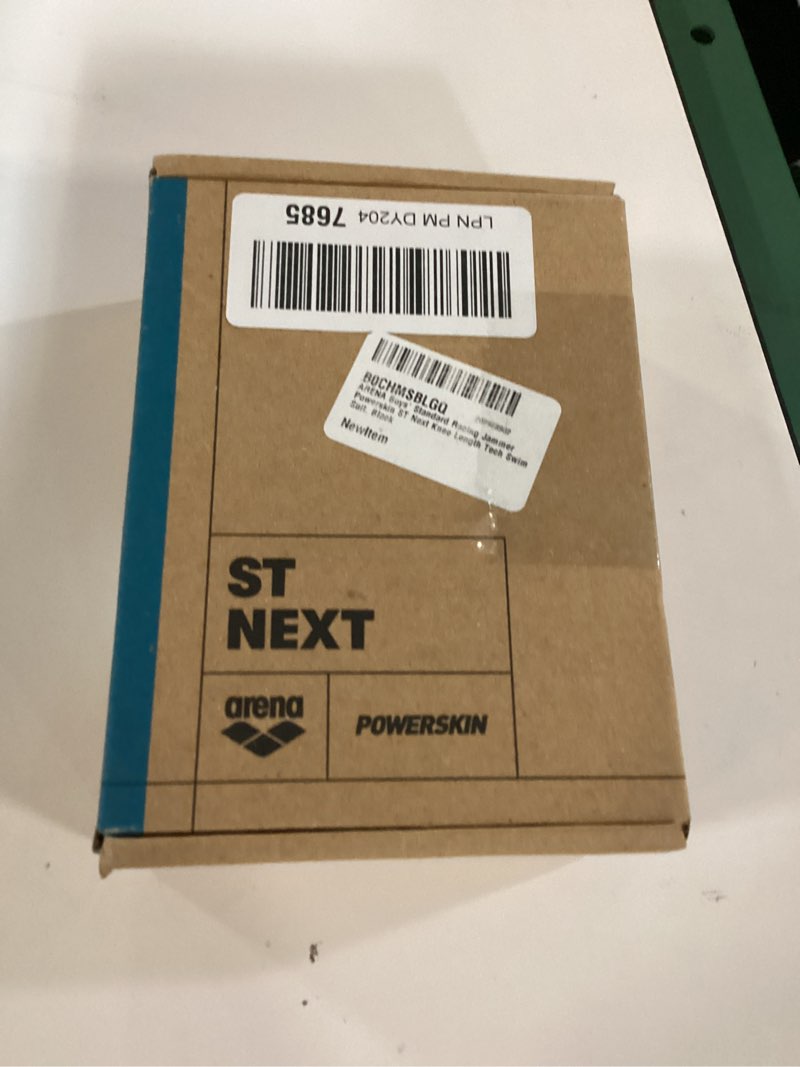 LPN PM DY204 7685
B0CHMSBLGQ
ARENA Boys' Standard Racing Jammer
Powerskin ST Next Knee Length Tech Swim
Suit, Black
NewItem
ST
NEXT
arena
POWERSKIN